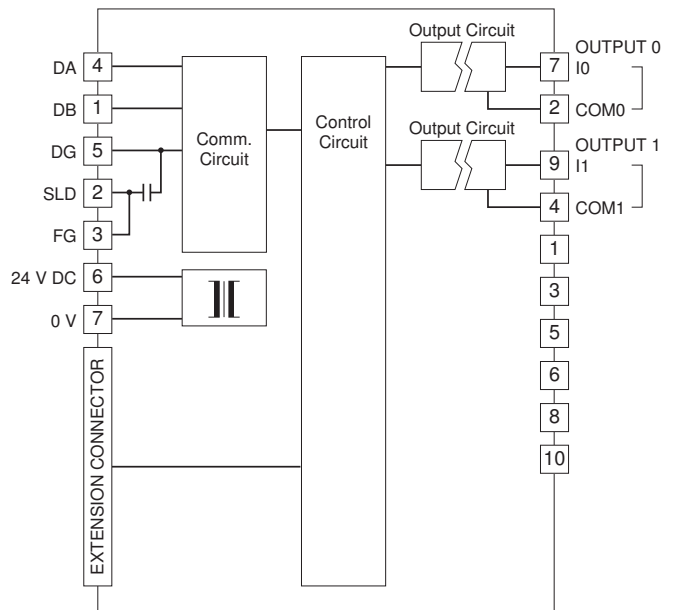 DA 4
DB 1
DG 5
SLD 2
FG 3
24 V DC 6
0 V 7
EXTENSION CONNECTOR
Comm.
Circuit
Control
Circuit
Output Circuit
Output Circuit
OUTPUT 0
7 I0
2 COM0
OUTPUT 1
9 I1
4 COM1
1
3
5
6
8
10